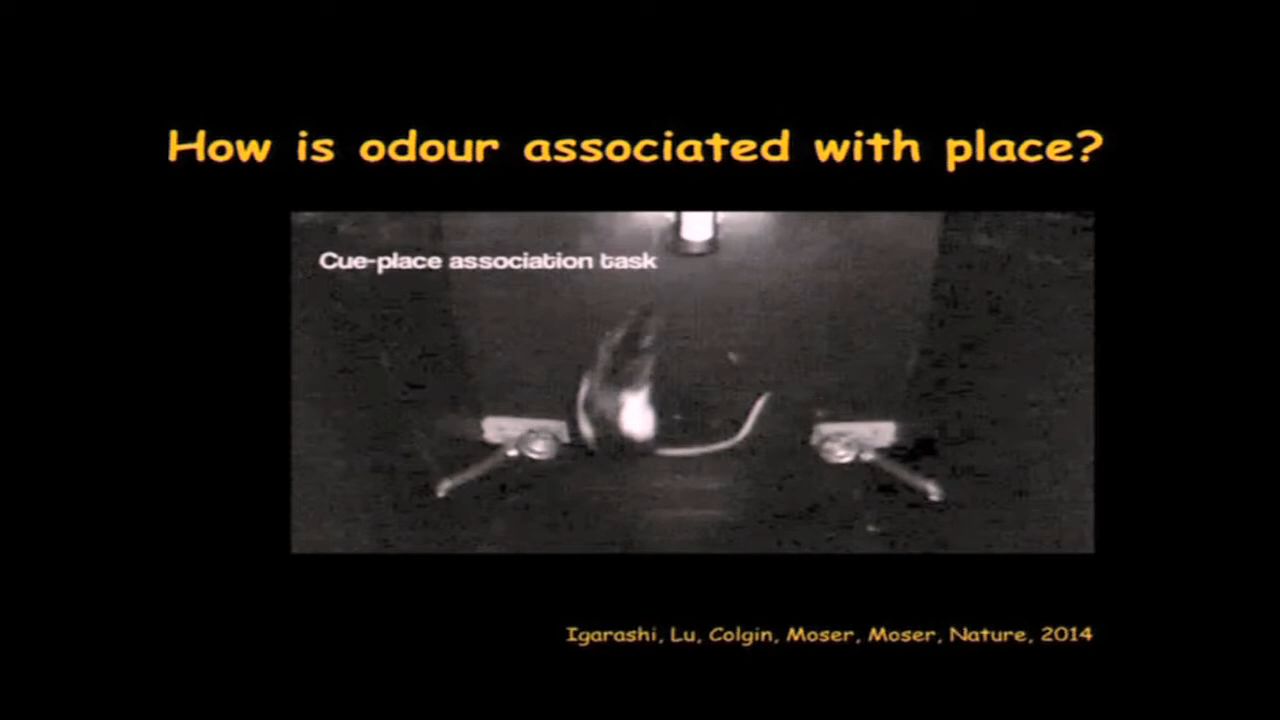 How is odour associated with place?
Cue-place association task
Igarashi, Lu, Colgin, Moser, Moser, Nature, 2014